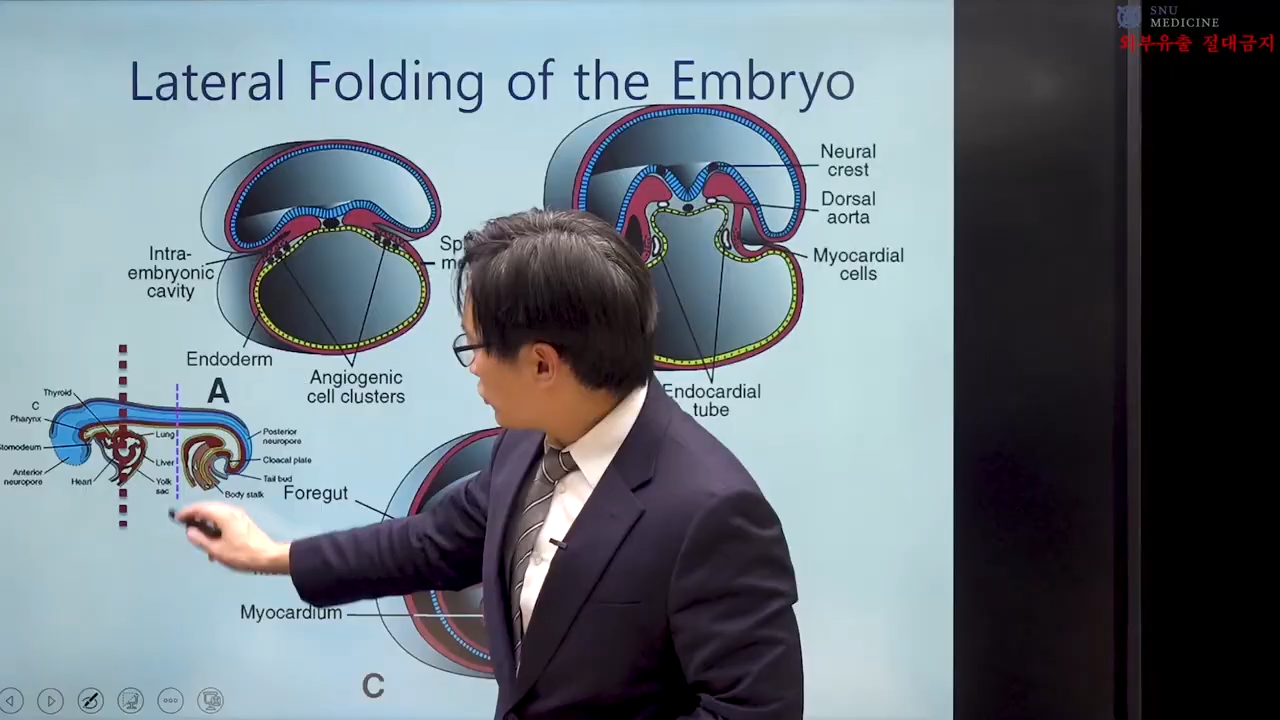 SNU
MEDICINE
외부유출 절대금지
Lateral Folding of the Embryo
Neural
crest
Dorsal
aorta
Myocardial
cells
Intra-
embryonic
cavity
Endoderm
Angiogenic
cell clusters
A
Endocardial
tube
Thyroid
C
Pharynx
Stomodeum
Anterior
neuropore
Heart
Lung
Liver
Yolk
sac
Posterior
neuropore
Cloacal plate
Tail bud
Body stalk
Foregut
Myocardium
C